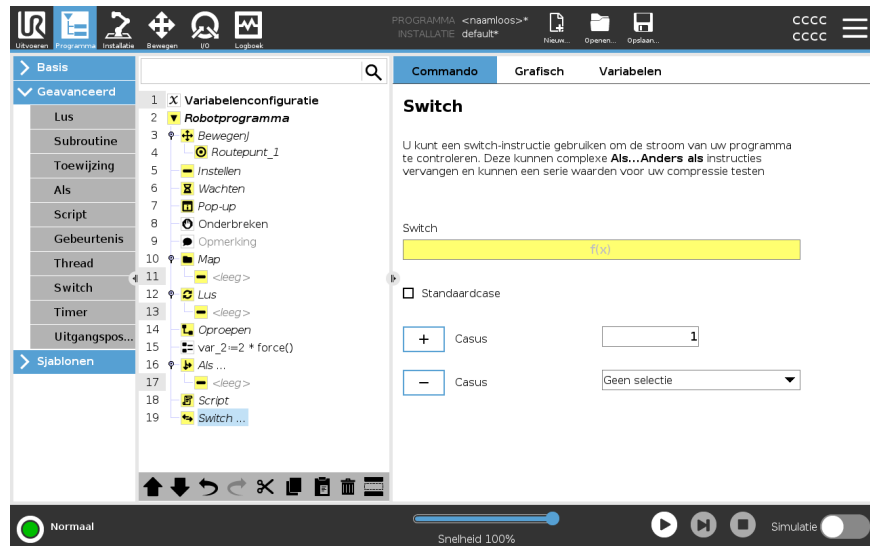 UR
Uitvoeren Programma Installatie Bewegen I/O Logboek
PROGRAMMA <naamloos>*
INSTALLATIE default*
Nieuw... Openen... Opslaan...
CCCC
CCCC
Basis
Geavanceerd
Lus
Subroutine
Toewijzing
Als
Script
Gebeurtenis
Thread
Switch
Timer
Uitgangspos...
Sjablonen
1 X Variabelenconfiguratie
2 Robotprogramma
3 BewegenJ
4 Routepunt_1
5 Instellen
6 Wachten
7 Pop-up
8 Onderbreken
9 Opmerking
10 Map
11 <leeg>
12 Lus
13 <leeg>
14 Oproepen
15 var_2:=2 * force()
16 Als ...
17 <leeg>
18 Script
19 Switch ...
Commando Grafisch Variabelen
Switch
U kunt een switch-instructie gebruiken om de stroom van uw programma
te controleren. Deze kunnen complexe Als...Anders als instructies
vervangen en kunnen een serie waarden voor uw compressie testen
Switch
f(x)
Standaardcase
+ Casus 1
− Casus Geen selectie
Normaal
Snelheid 100%
Simulatie